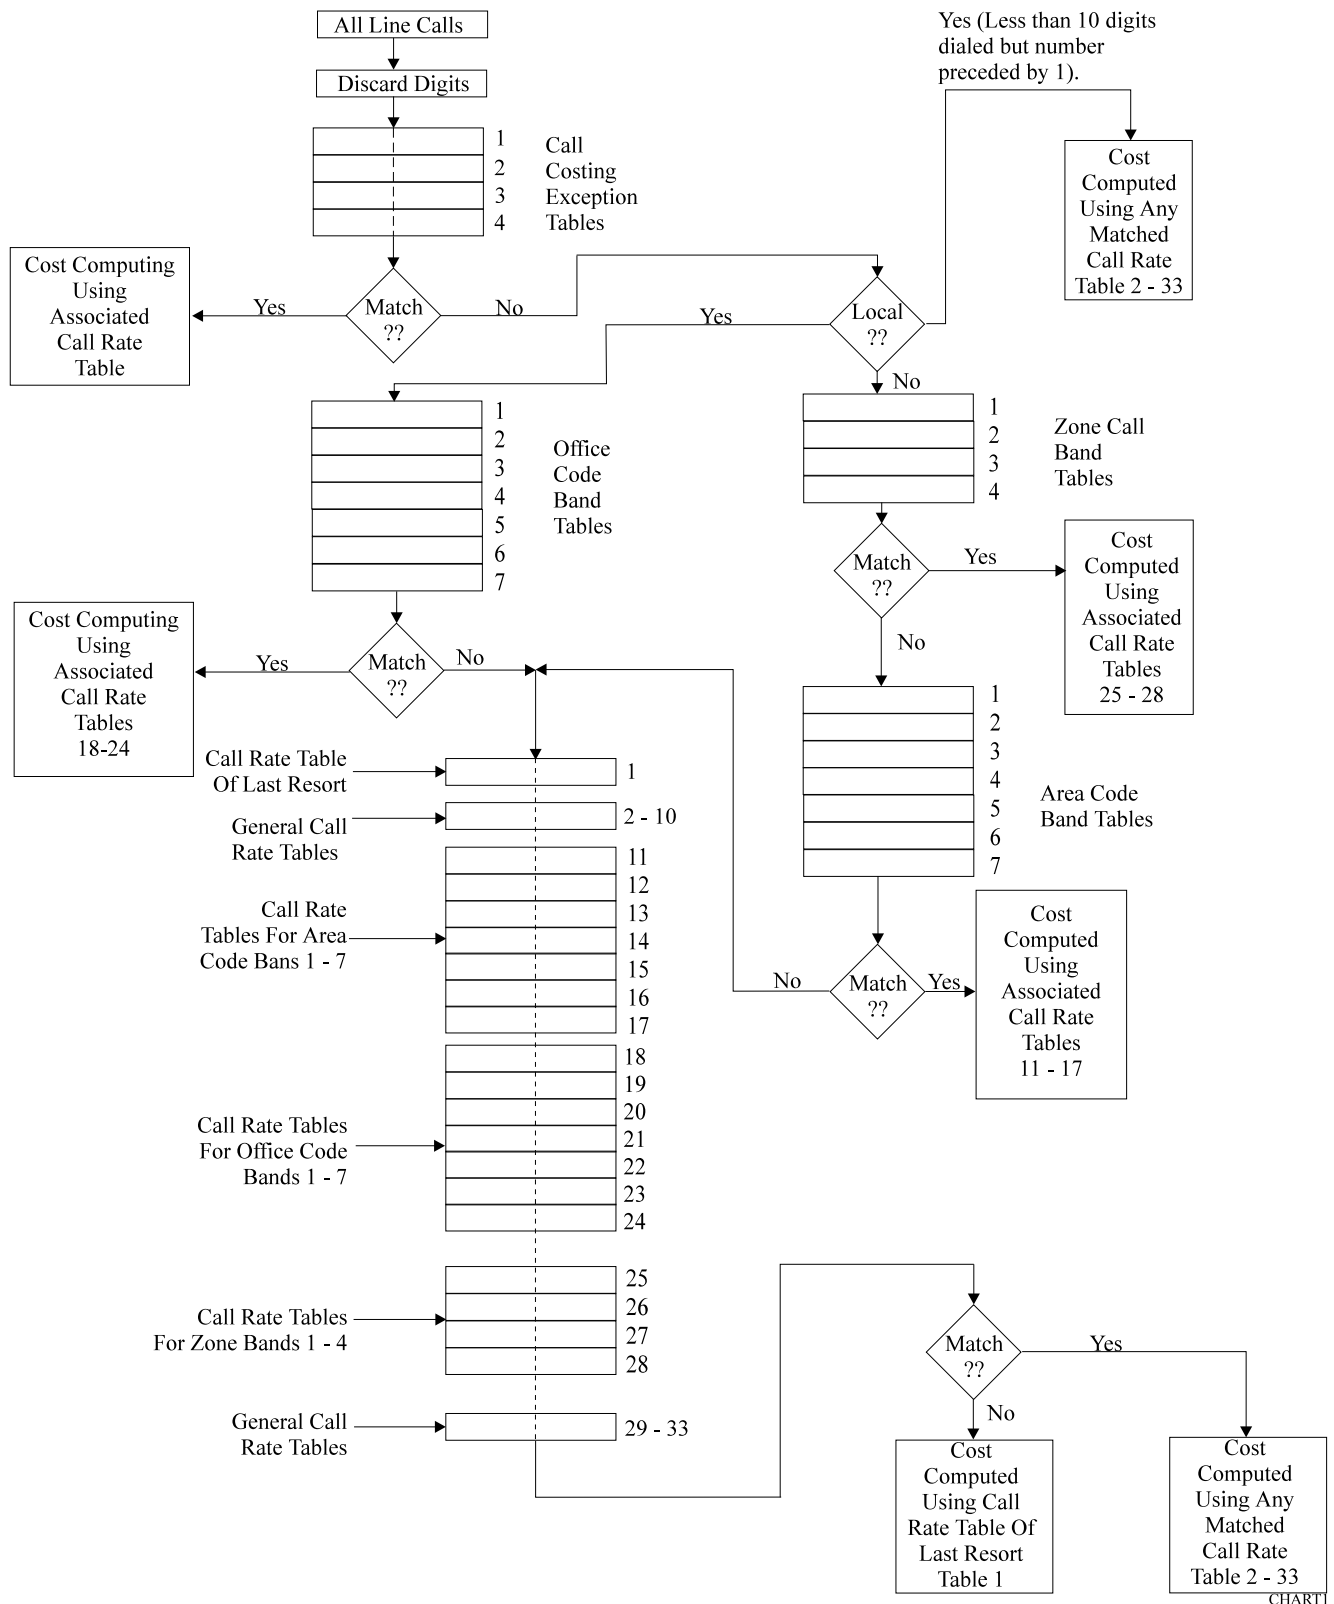 All Line Calls
Discard Digits
1
2
3
4
Call
Costing
Exception
Tables
Yes (Less than 10 digits
dialed but number
preceded by 1).
Cost
Computed
Using Any
Matched
Call Rate
Table 2 - 33
Cost Computing
Using
Associated
Call Rate
Table
Yes
Match
??
No
Yes
Local
??
No
1
2
3
4
5
6
7
Office
Code
Band
Tables
1
2
3
4
Zone Call
Band
Tables
Match
??
Yes
No
Cost
Computed
Using
Associated
Call Rate
Tables
25 - 28
Cost Computing
Using
Associated
Call Rate
Tables
18-24
Yes
Match
??
No
1
2
3
4
5
6
7
Area Code
Band Tables
No
Match
??
Yes
Cost
Computed
Using
Associated
Call Rate
Tables
11 - 17
Call Rate Table
Of Last Resort
1
General Call
Rate Tables
2 - 10
Call Rate
Tables For Area
Code Bans 1 - 7
11
12
13
14
15
16
17
Call Rate Tables
For Office Code
Bands 1 - 7
18
19
20
21
22
23
24
Call Rate Tables
For Zone Bands 1 - 4
25
26
27
28
General Call
Rate Tables
29 - 33
Match
??
Yes
No
Cost
Computed
Using Call
Rate Table Of
Last Resort
Table 1
Cost
Computed
Using Any
Matched
Call Rate
Table 2 - 33
CHART1